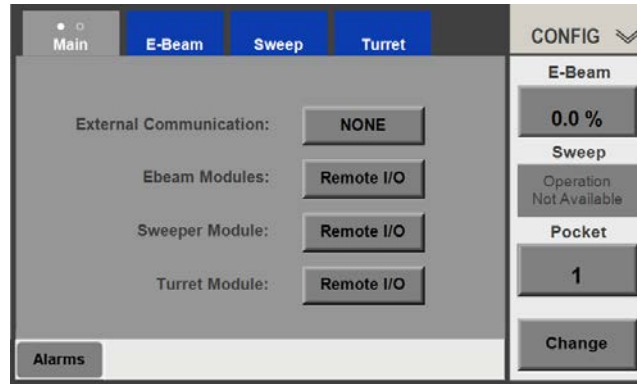 Main
E-Beam
Sweep
Turret
CONFIG
External Communication: NONE
Ebeam Modules: Remote I/O
Sweeper Module: Remote I/O
Turret Module: Remote I/O
E-Beam
0.0 %
Sweep
Operation
Not Available
Pocket
1
Change
Alarms